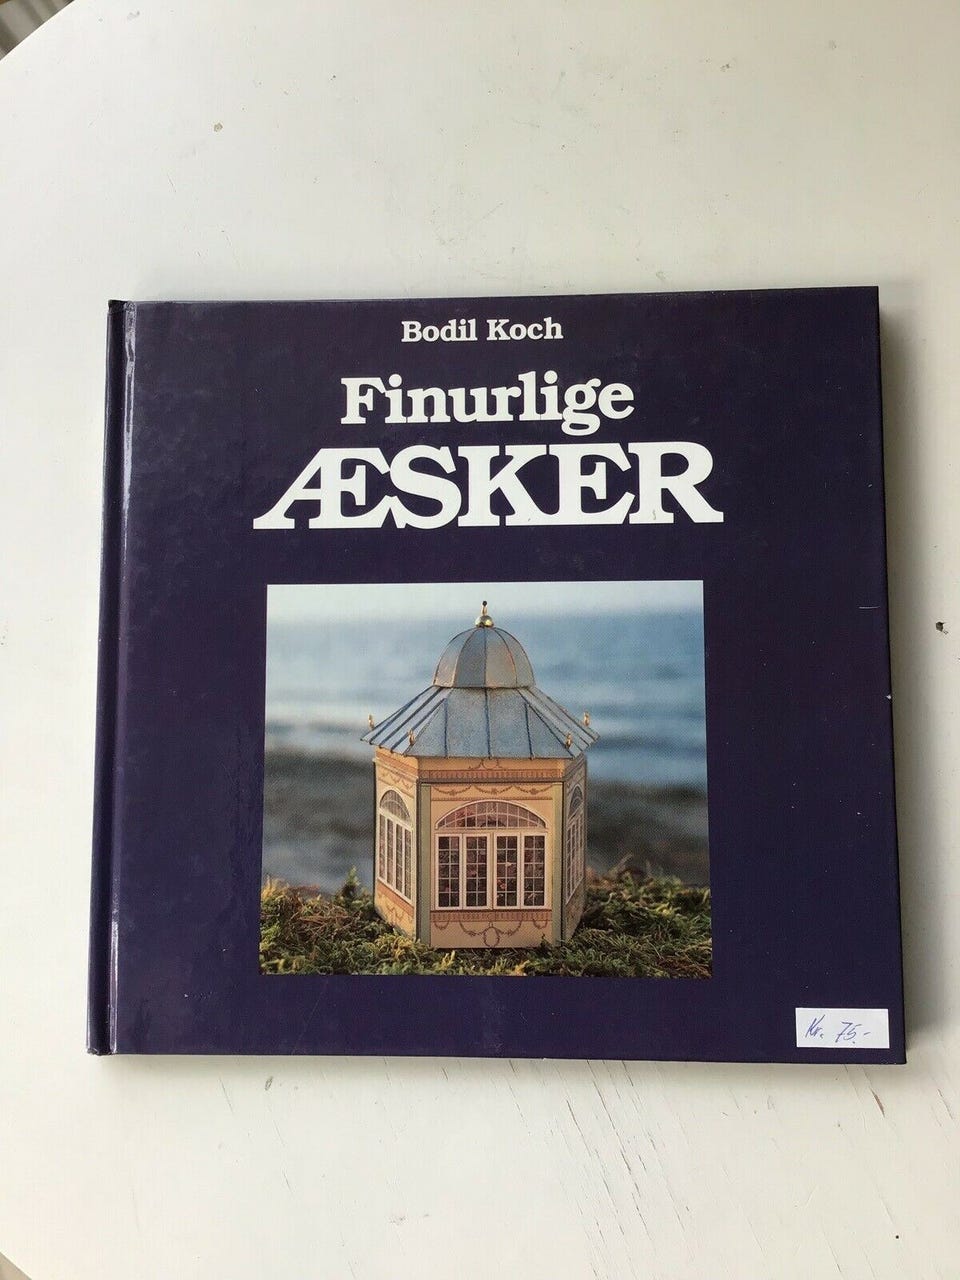 Bodil Koch
Finurlige
ÆSKER
Kr. 75.-